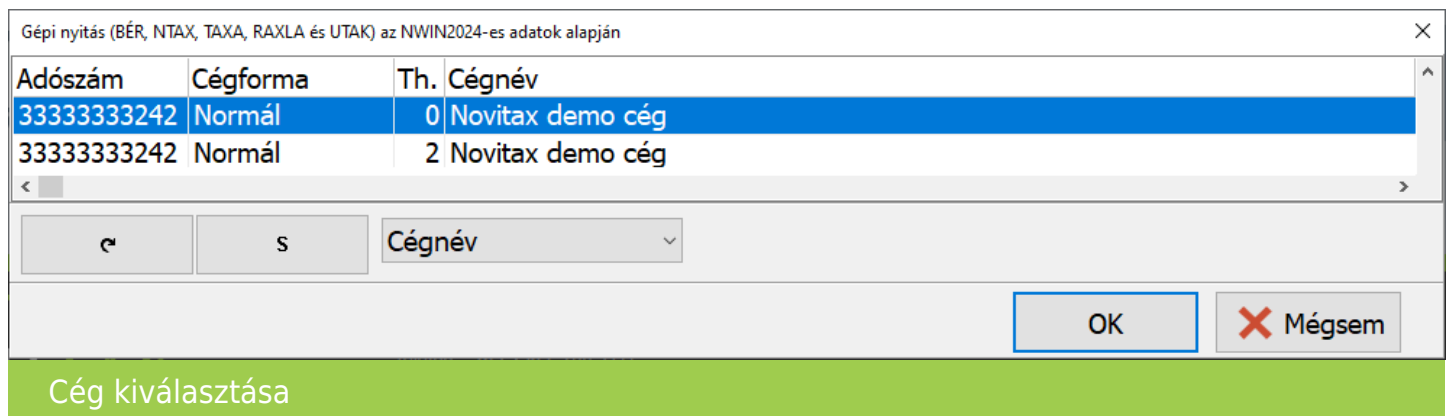 Gépi nyitás (BÉR, NTAX, TAXA, RAXLA és UTAK) az NWIN2024-es adatok alapján
Adószám Cégforma Th. Cégnév
33333333242 Normál 0 Novitax demo cég
33333333242 Normál 2 Novitax demo cég
S Cégnév
OK Mégsem
Cég kiválasztása